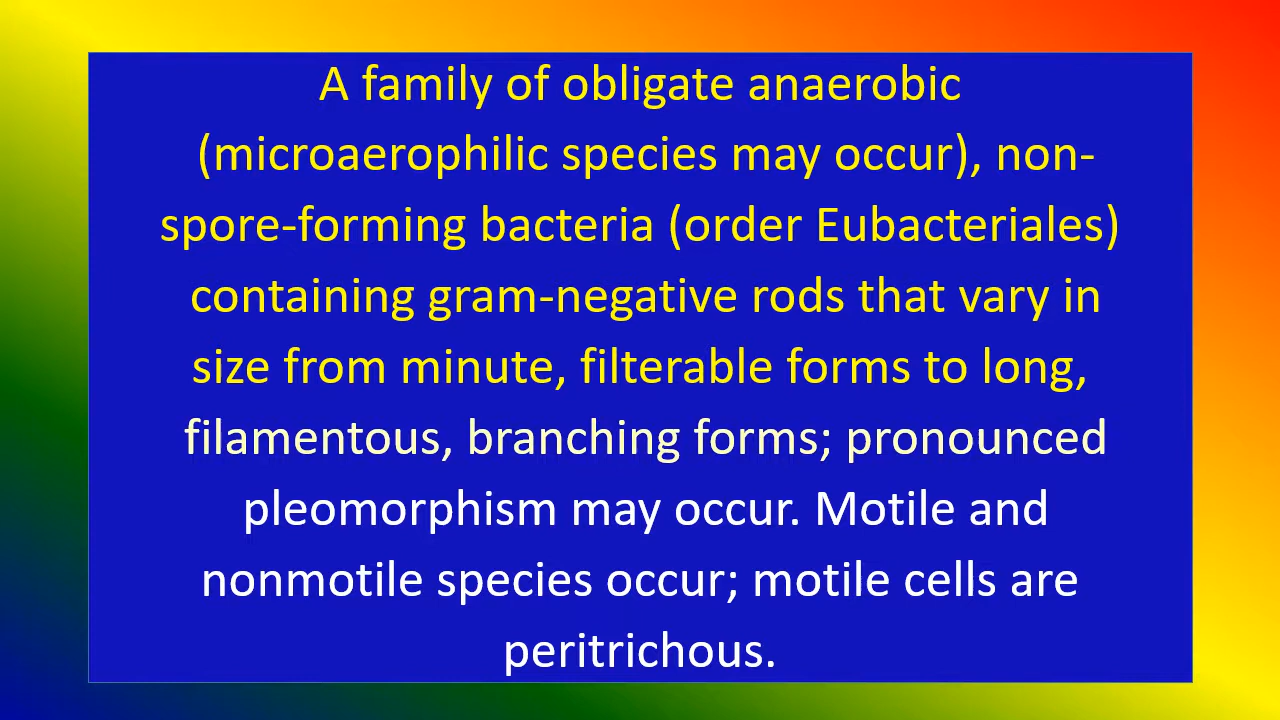 A family of obligate anaerobic
(microaerophilic species may occur), non-
spore-forming bacteria (order Eubacteriales)
containing gram-negative rods that vary in
size from minute, filterable forms to long,
filamentous, branching forms; pronounced
pleomorphism may occur. Motile and
nonmotile species occur; motile cells are
peritrichous.